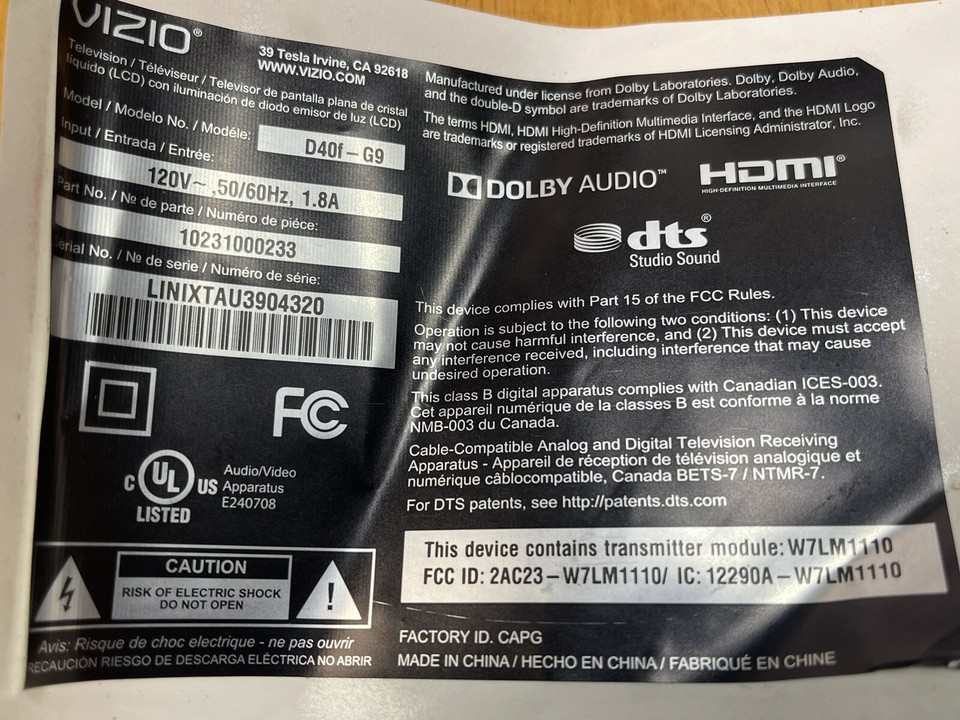 VIZIO®
39 Tesla Irvine, CA 92618
WWW.VIZIO.COM
Television / Téléviseur / Televisor de pantalla plana de cristal
líquido (LCD) con iluminación de diodo emisor de luz (LCD)
Model / Modelo No. / Modéle:
D40f-G9
Input / Entrada / Entrée:
120V~ ,50/60Hz, 1.8A
Part No. / № de parte / Numéro de piéce:
10231000233
Serial No. / № de serie / Numéro de série:
LINIXTAU3904320
FC
C UL US
LISTED
Audio/Video
Apparatus
E240708
CAUTION
RISK OF ELECTRIC SHOCK
DO NOT OPEN
!
Avis: Risque de choc electrique - ne pas ouvrir
RECAUCIÓN RIESGO DE DESCARGA ELÉCTRICA NO ABRIR
Manufactured under license from Dolby Laboratories. Dolby, Dolby Audio,
and the double-D symbol are trademarks of Dolby Laboratories.
The terms HDMI, HDMI High-Definition Multimedia Interface, and the HDMI Logo
are trademarks or registered trademarks of HDMI Licensing Administrator, Inc.
DOLBY AUDIO™
HDMI®
HIGH-DEFINITION MULTIMEDIA INTERFACE
dts®
Studio Sound
This device complies with Part 15 of the FCC Rules.
Operation is subject to the following two conditions: (1) This device
may not cause harmful interference, and (2) This device must accept
any interference received, including interference that may cause
undesired operation.
This class B digital apparatus complies with Canadian ICES-003.
Cet appareil numérique de la classes B est conforme à la norme
NMB-003 du Canada.
Cable-Compatible Analog and Digital Television Receiving
Apparatus - Appareil de réception de télévision analogique et
numérique câblocompatible, Canada BETS-7 / NTMR-7.
For DTS patents, see http://patents.dts.com
This device contains transmitter module: W7LM1110
FCC ID: 2AC23-W7LM1110/ IC: 12290A-W7LM1110
FACTORY ID. CAPG
MADE IN CHINA / HECHO EN CHINA / FABRIQUÉ EN CHINE